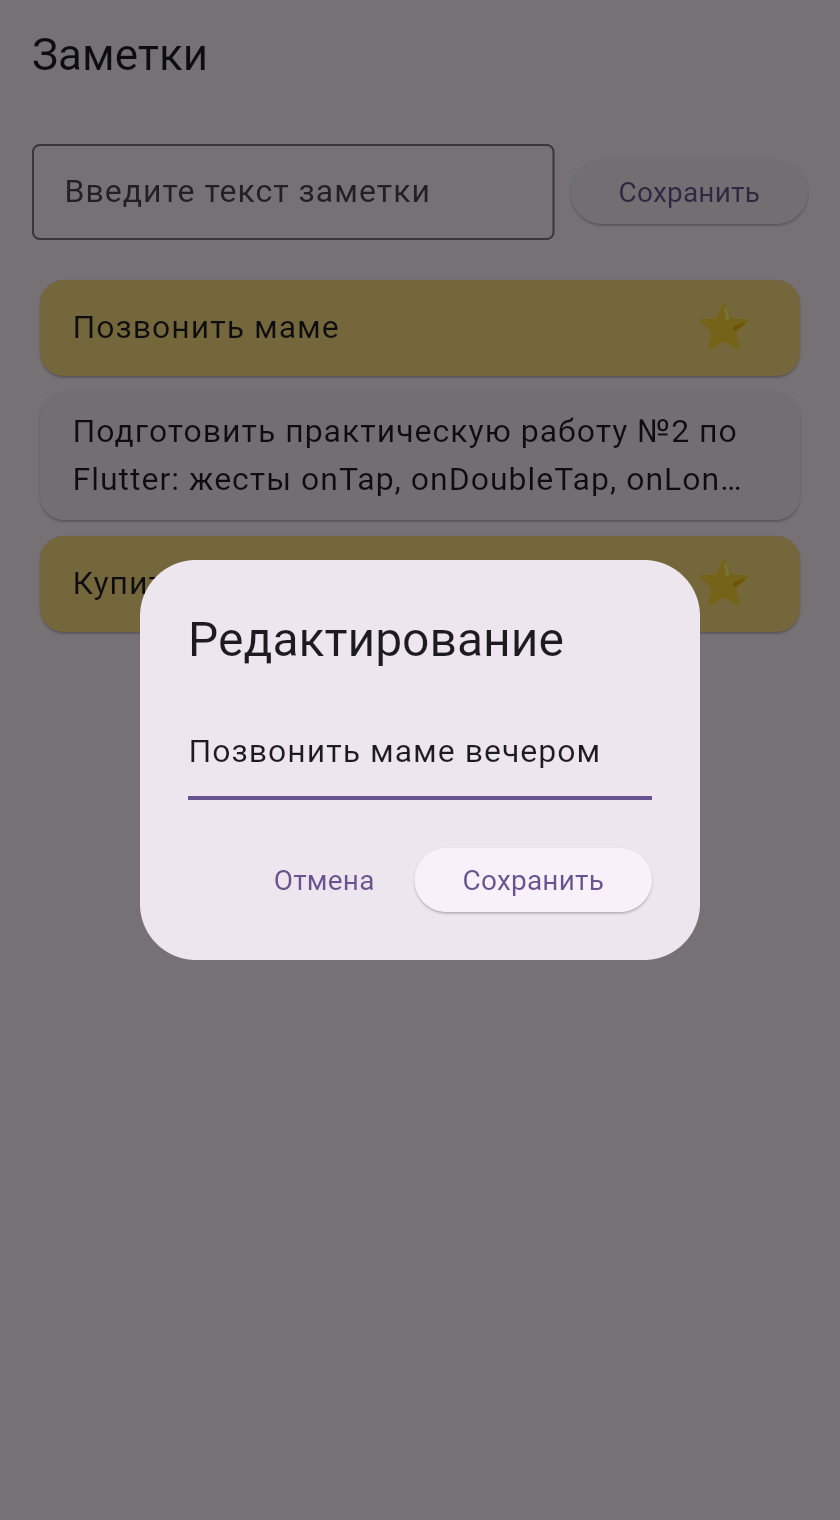 Заметки
Введите текст заметки
Сохранить
Позвонить маме
Подготовить практическую работу №2 по
Flutter: жесты onTap, onDoubleTap, onLon…
Редактирование
Позвонить маме вечером
Отмена
Сохранить